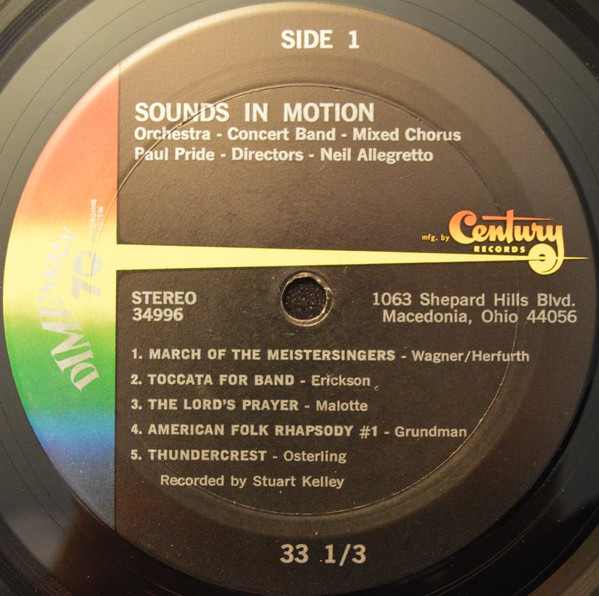 SIDE 1
SOUNDS IN MOTION
Orchestra - Concert Band - Mixed Chorus
Paul Pride - Directors - Neil Allegretto
mfg. by Century
RECORDS
DIMENSION
70
RECORDING
SYSTEM
STEREO
34996
1063 Shepard Hills Blvd.
Macedonia, Ohio 44056
1. MARCH OF THE MEISTERSINGERS - Wagner/Herfurth
2. TOCCATA FOR BAND - Erickson
3. THE LORD'S PRAYER - Malotte
4. AMERICAN FOLK RHAPSODY #1 - Grundman
5. THUNDERCREST - Osterling
Recorded by Stuart Kelley
33 1/3